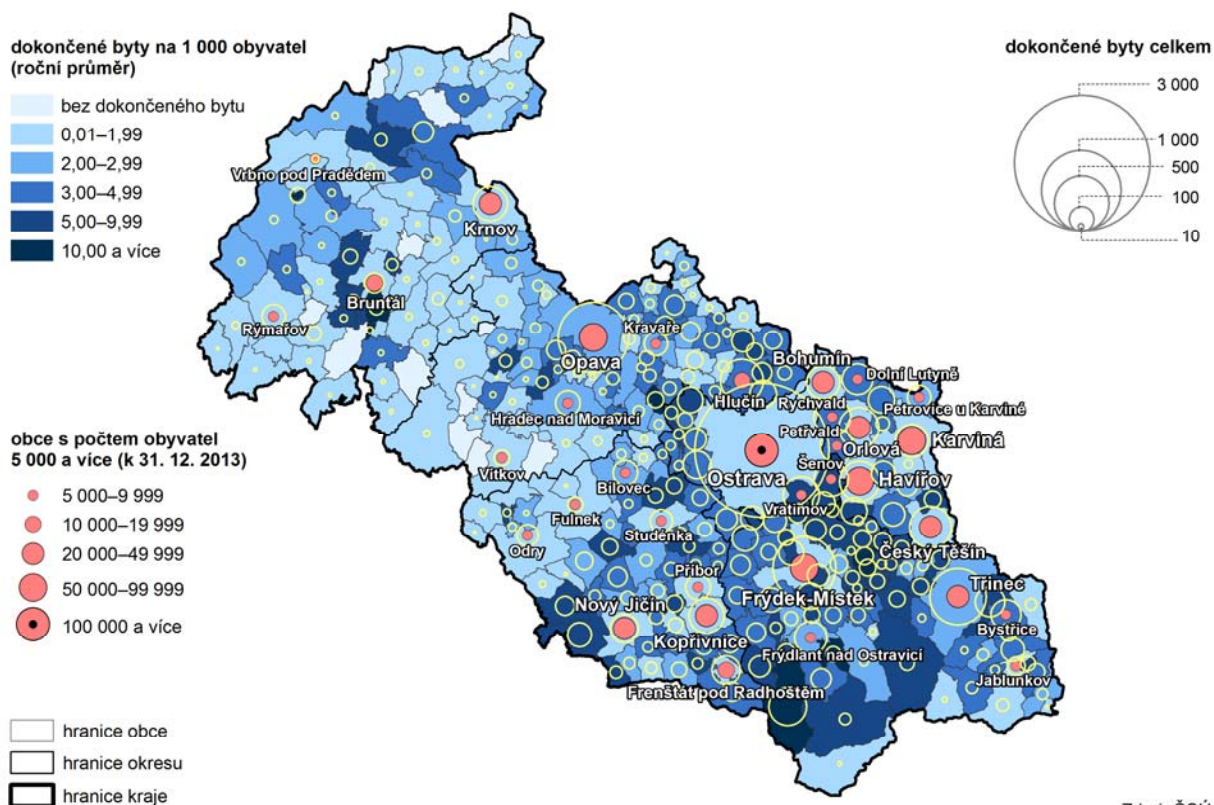 dokončené byty na 1 000 obyvatel
(roční průměr)
bez dokončeného bytu
0,01–1,99
2,00–2,99
3,00–4,99
5,00–9,99
10,00 a více
dokončené byty celkem
3 000
1 000
500
100
10
Vrbno pod Pradědem
Krnov
Bruntál
Rýmařov
Kravaře
Opava
Bohumín
Dolní Lutyně
Hlučín
Rychvald
Petrovice u Karviné
Hradec nad Moravicí
Petřvald
Orlová
Karviná
Ostrava
Šenov
Havířov
Vítkov
Bílovec
Vratimov
Fulnek
Studénka
Odry
Český Těšín
Příbor
Frýdek-Místek
Třinec
Nový Jičín
Kopřivnice
Bystřice
Frýdlant nad Ostravicí
Jablunkov
Frenštát pod Radhoštěm
obce s počtem obyvatel
5 000 a více (k 31. 12. 2013)
5 000–9 999
10 000–19 999
20 000–49 999
50 000–99 999
100 000 a více
hranice obce
hranice okresu
hranice kraje